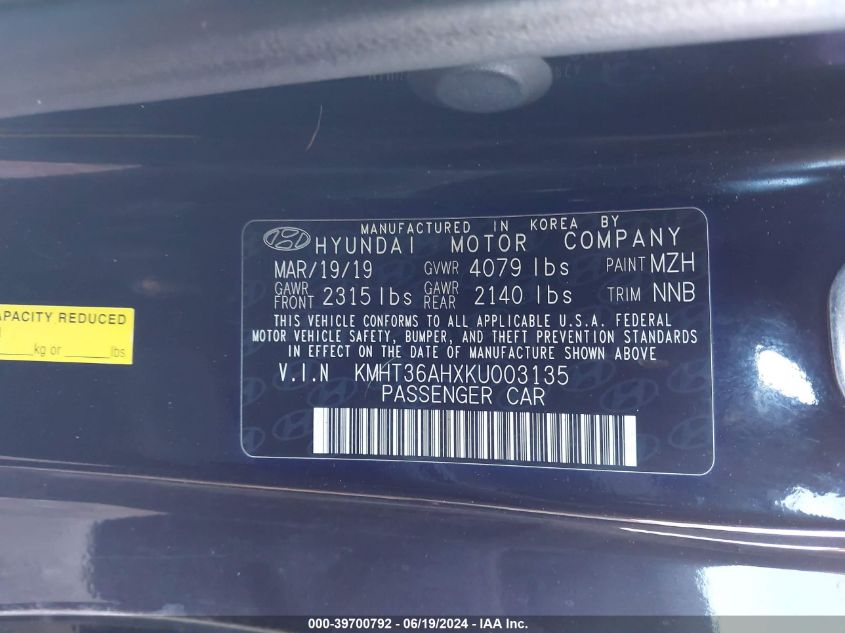 MANUFACTURED IN KOREA BY
HYUNDAI MOTOR COMPANY
MAR/19/19 GVWR 4079 lbs PAINT MZH
GAWR FRONT 2315 lbs GAWR REAR 2140 lbs TRIM NNB
THIS VEHICLE CONFORMS TO ALL APPLICABLE U.S.A. FEDERAL
MOTOR VEHICLE SAFETY, BUMPER, AND THEFT PREVENTION STANDARDS
IN EFFECT ON THE DATE OF MANUFACTURE SHOWN ABOVE
V.I.N KMHT36AHXKU003135
PASSENGER CAR
APACITY REDUCED
kg or lbs
000-39700792 - 06/19/2024 - IAA Inc.